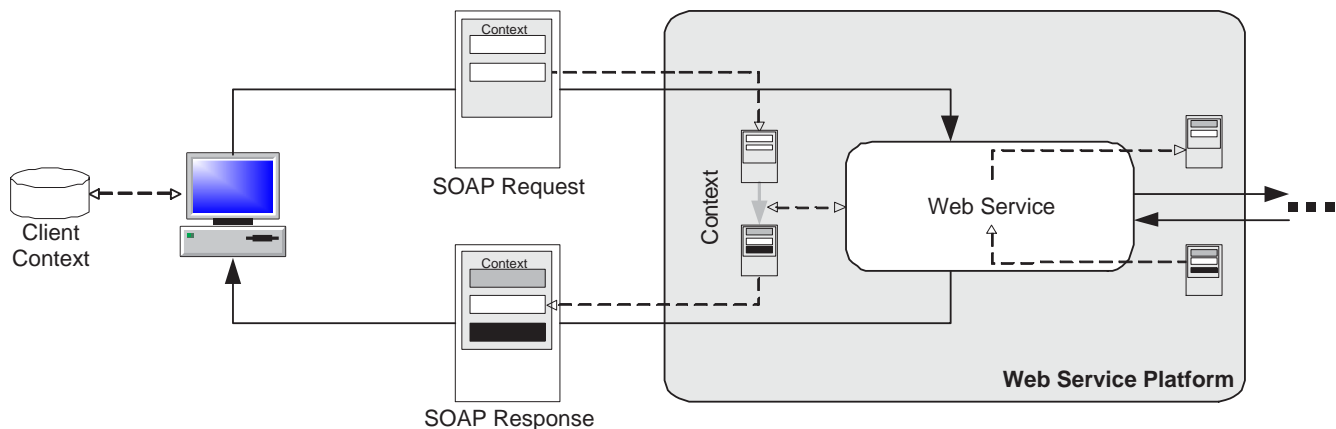 Context
SOAP Request
Client
Context
Context
Web Service
Context
SOAP Response
Web Service Platform